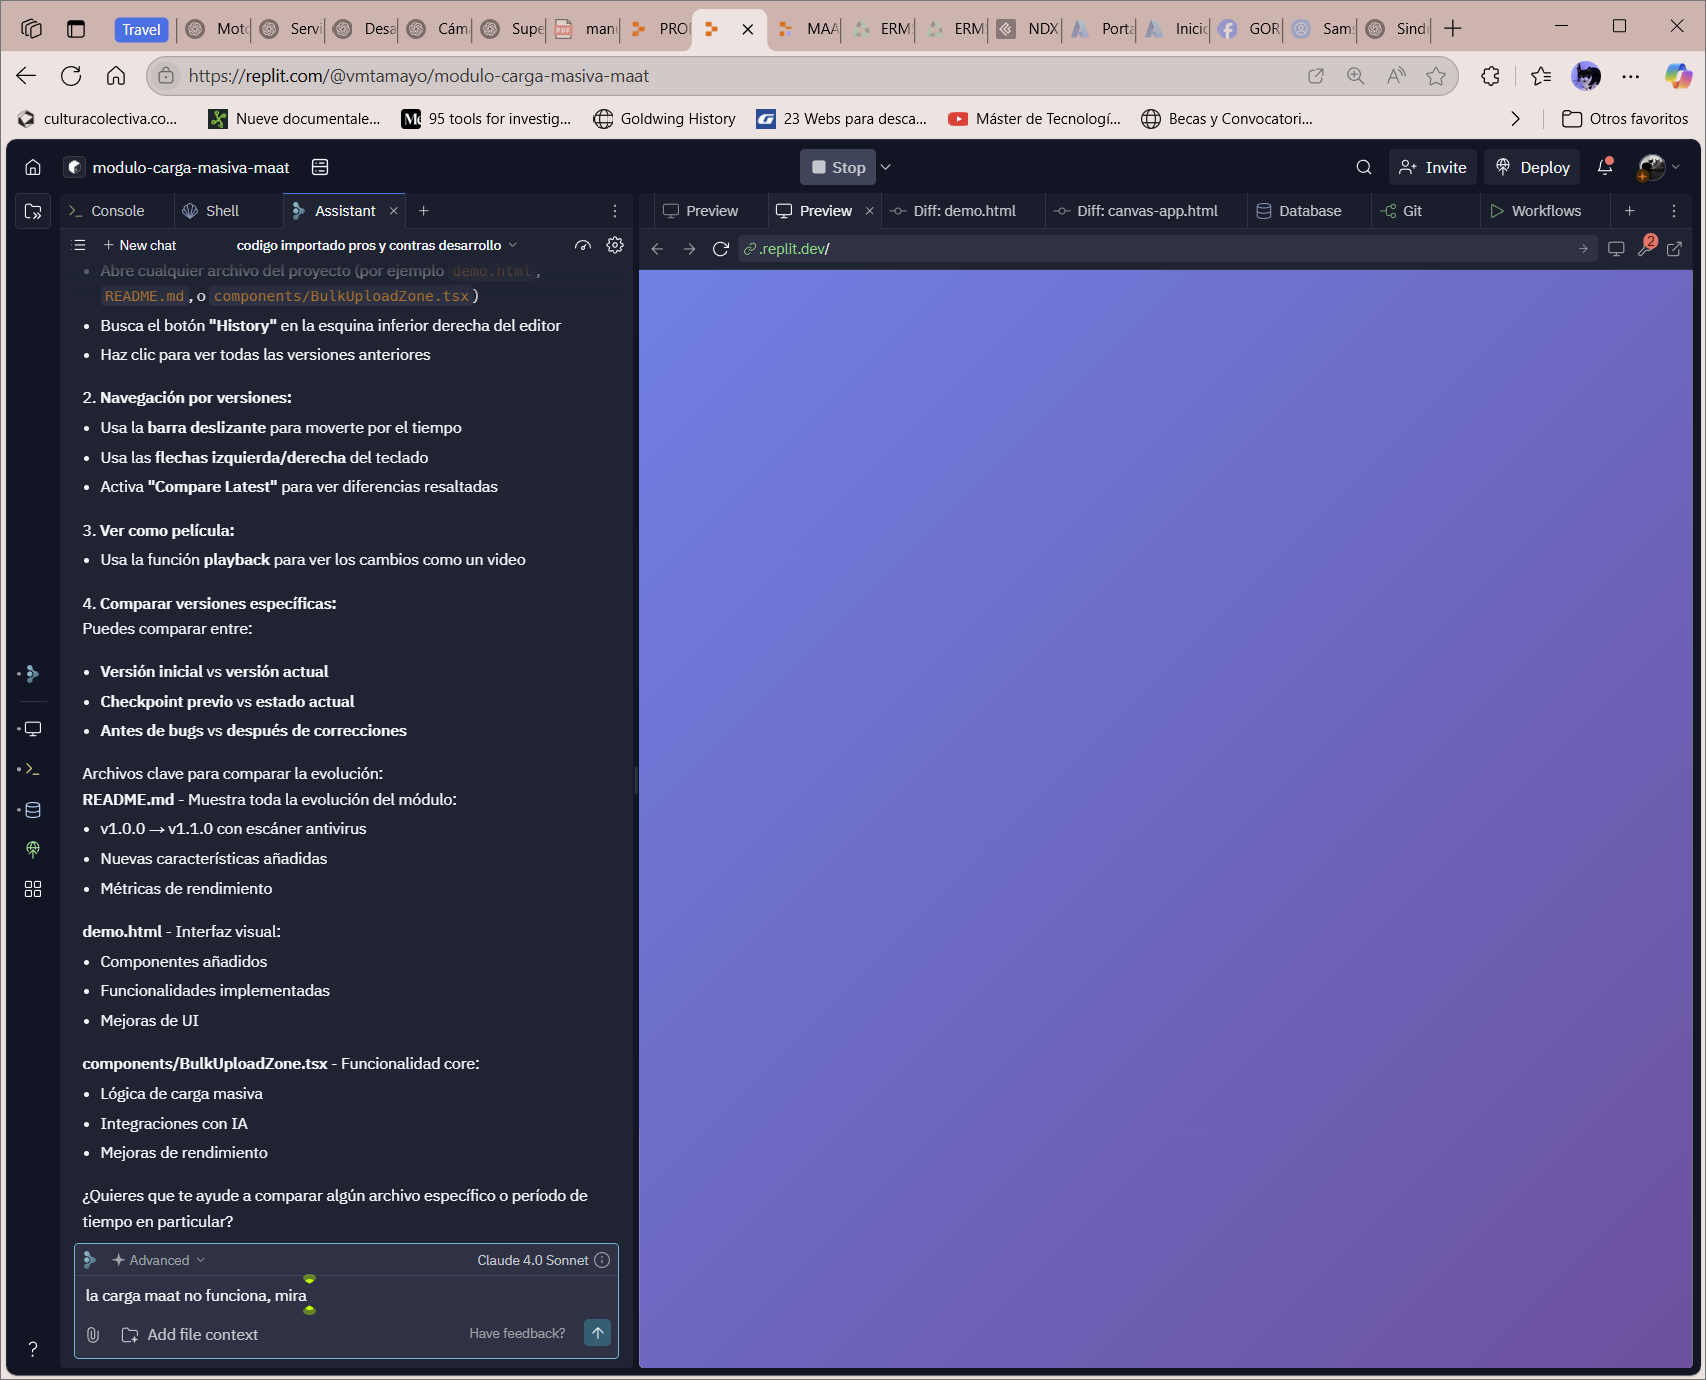 Travel
Moto
Servi
Desa
Cáma
Supe
manu
PRO
MAA
ERM
ERM
NDX
Porta
Inicio
GOR
Sams
Sindi
https://replit.com/@vmtamayo/modulo-carga-masiva-maat
culturacolectiva.co...
Nueve documentale...
95 tools for investig...
Goldwing History
23 Webs para desca...
Máster de Tecnologí...
Becas y Convocatori...
Otros favoritos
modulo-carga-masiva-maat
Stop
Invite
Deploy
Console
Shell
Assistant
Preview
Preview
Diff: demo.html
Diff: canvas-app.html
Database
Git
Workflows
New chat
codigo importado pros y contras desarrollo
.replit.dev/
2
• Abre cualquier archivo del proyecto (por ejemplo demo.html,
README.md, o components/BulkUploadZone.tsx)
• Busca el botón "History" en la esquina inferior derecha del editor
• Haz clic para ver todas las versiones anteriores
2. Navegación por versiones:
• Usa la barra deslizante para moverte por el tiempo
• Usa las flechas izquierda/derecha del teclado
• Activa "Compare Latest" para ver diferencias resaltadas
3. Ver como película:
• Usa la función playback para ver los cambios como un video
4. Comparar versiones específicas:
Puedes comparar entre:
• Versión inicial vs versión actual
• Checkpoint previo vs estado actual
• Antes de bugs vs después de correcciones
Archivos clave para comparar la evolución:
README.md - Muestra toda la evolución del módulo:
• v1.0.0 → v1.1.0 con escáner antivirus
• Nuevas características añadidas
• Métricas de rendimiento
demo.html - Interfaz visual:
• Componentes añadidos
• Funcionalidades implementadas
• Mejoras de UI
components/BulkUploadZone.tsx - Funcionalidad core:
• Lógica de carga masiva
• Integraciones con IA
• Mejoras de rendimiento
¿Quieres que te ayude a comparar algún archivo específico o período de
tiempo en particular?
Advanced
Claude 4.0 Sonnet
la carga maat no funciona, mira
Add file context
Have feedback?
?